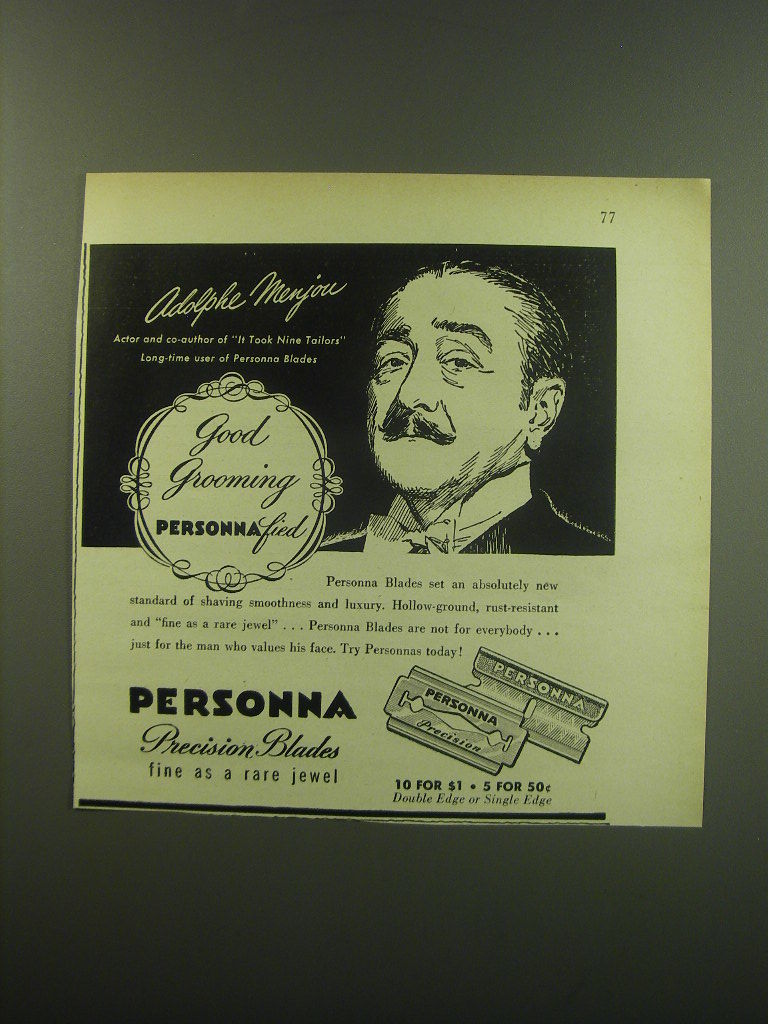 77
Adolphe Menjou
Actor and co-author of "It Took Nine Tailors"
Long-time user of Personna Blades
Good
Grooming
PERSONNAfied
Personna Blades set an absolutely new
standard of shaving smoothness and luxury. Hollow-ground, rust-resistant
and "fine as a rare jewel" . . . Personna Blades are not for everybody . . .
just for the man who values his face. Try Personnas today!
PERSONNA
PERSONNA
Precision
PERSONNA
Precision Blades
fine as a rare jewel
10 FOR $1 • 5 FOR 50¢
Double Edge or Single Edge